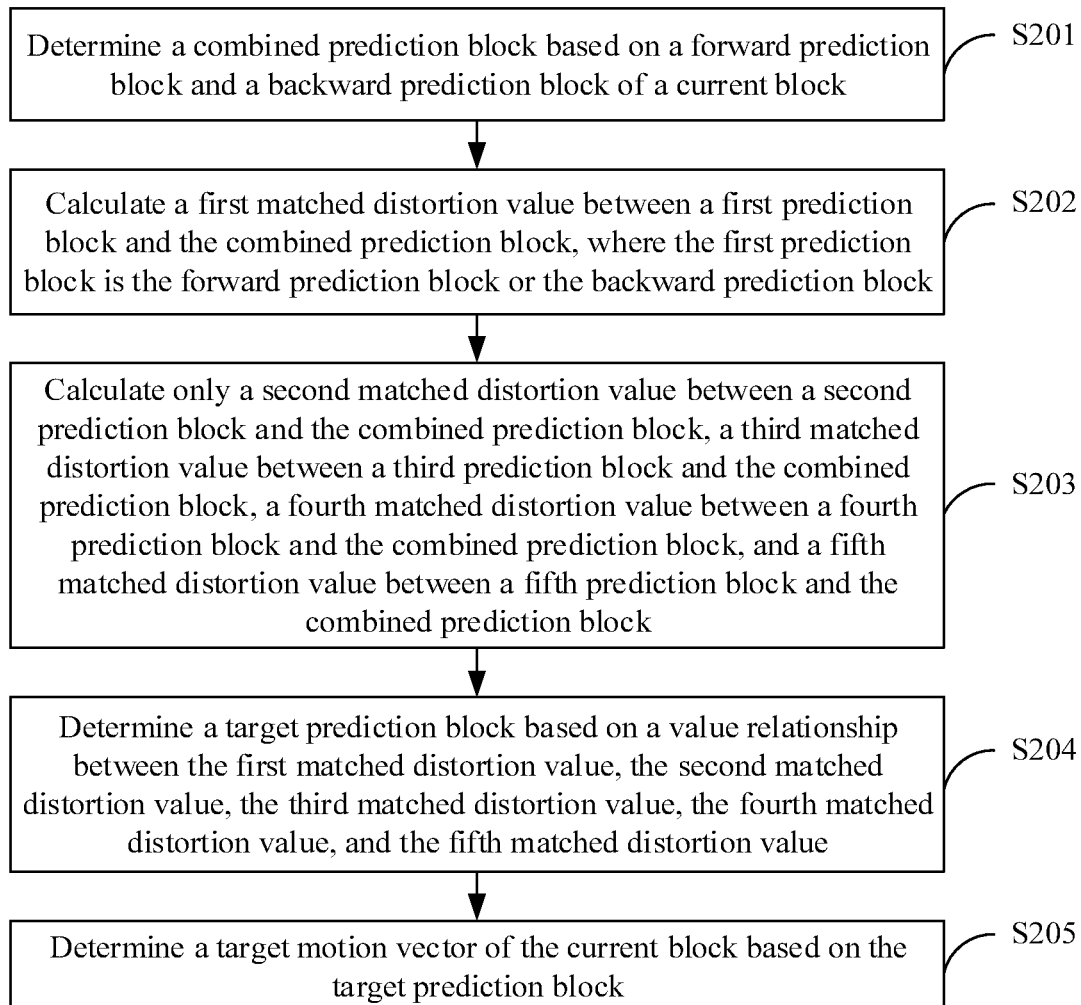 Determine a combined prediction block based on a forward prediction
block and a backward prediction block of a current block
S201
Calculate a first matched distortion value between a first prediction
block and the combined prediction block, where the first prediction
block is the forward prediction block or the backward prediction block
S202
Calculate only a second matched distortion value between a second
prediction block and the combined prediction block, a third matched
distortion value between a third prediction block and the combined
prediction block, a fourth matched distortion value between a fourth
prediction block and the combined prediction block, and a fifth
matched distortion value between a fifth prediction block and the
combined prediction block
S203
Determine a target prediction block based on a value relationship
between the first matched distortion value, the second matched
distortion value, the third matched distortion value, the fourth matched
distortion value, and the fifth matched distortion value
S204
Determine a target motion vector of the current block based on the
target prediction block
S205